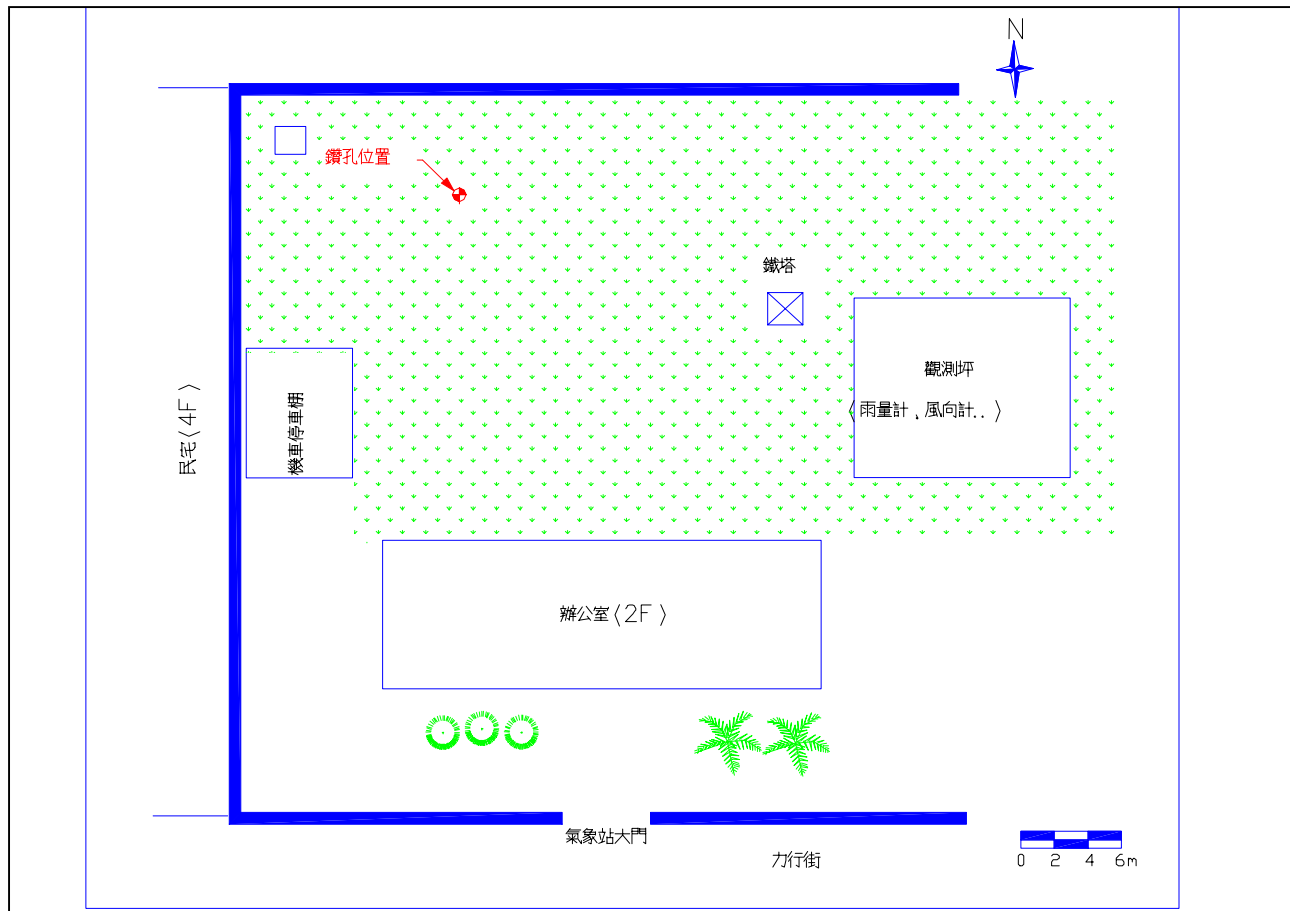 N
鑽孔位置
鐵塔
觀測坪
〈雨量計﹑風向計..〉
機車停車棚
民宅〈4F〉
辦公室〈2F〉
氣象站大門
力行街
0 2 4 6m